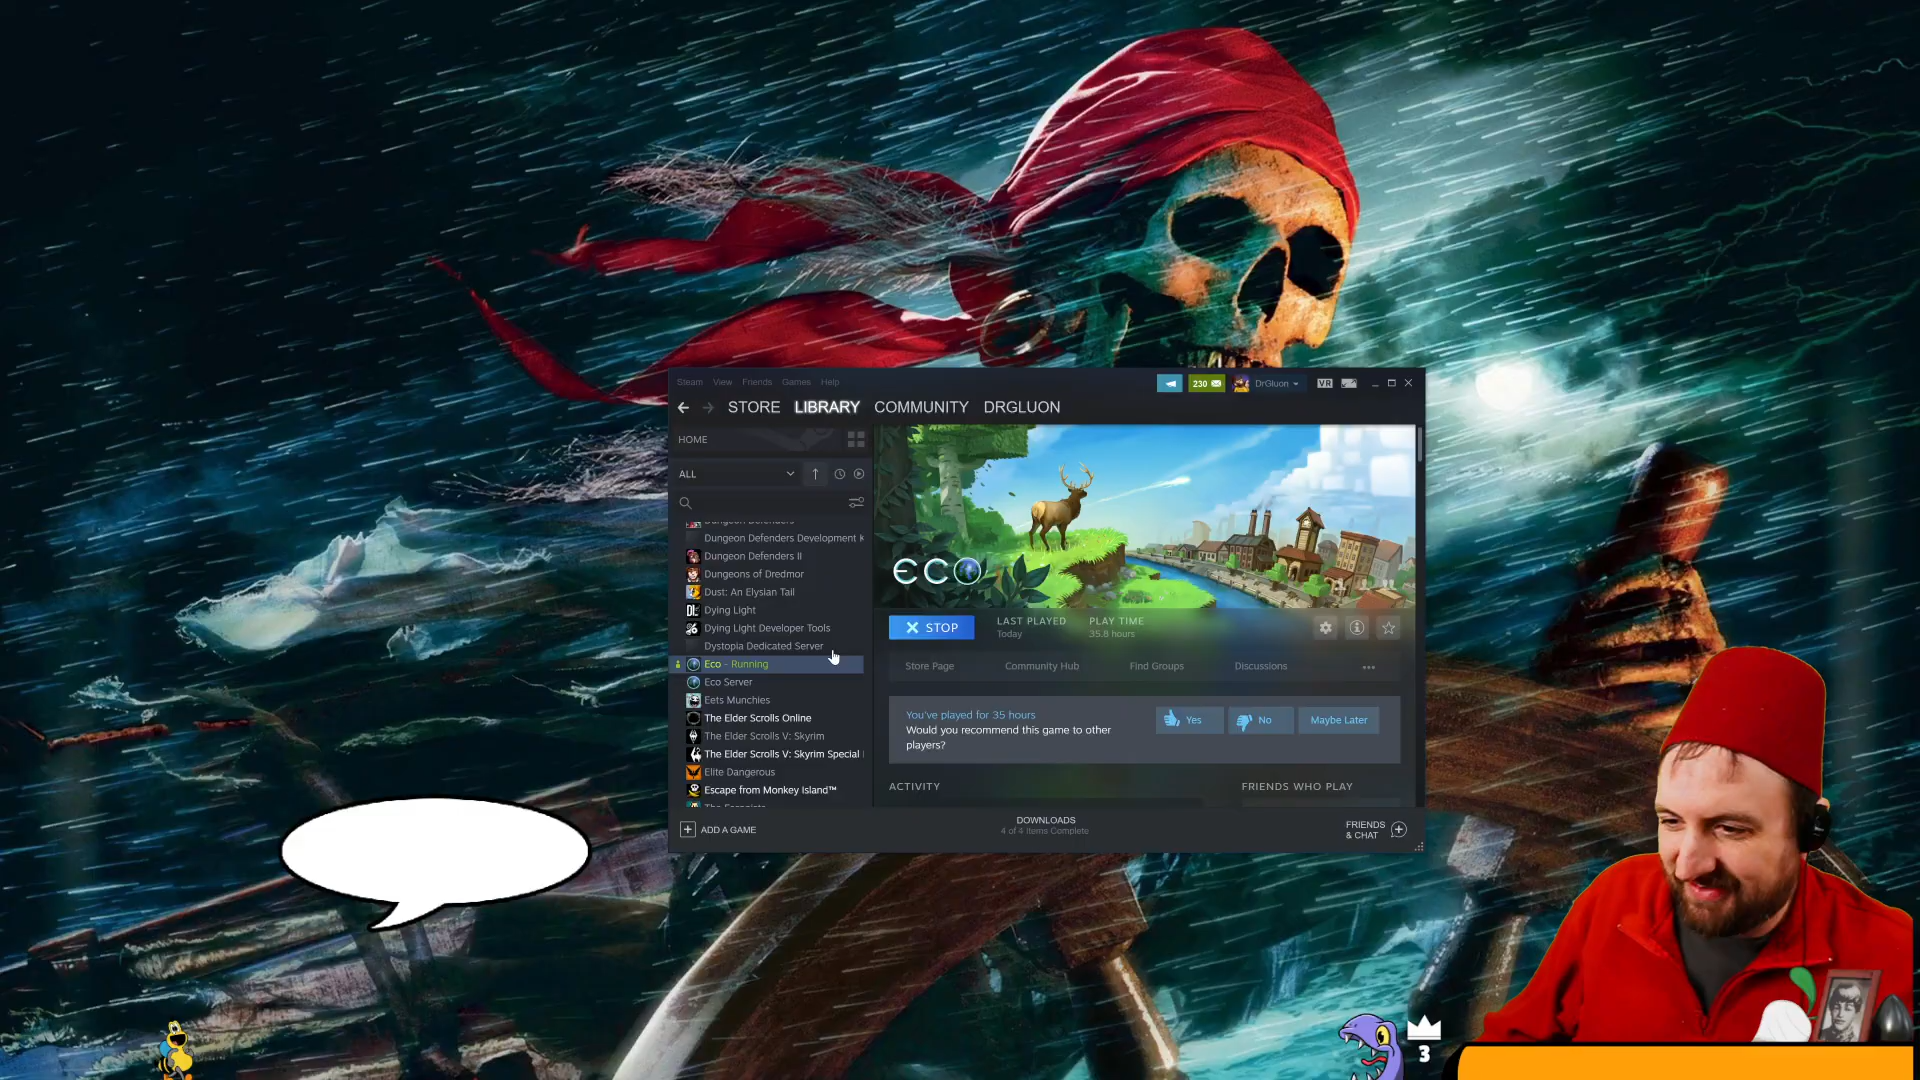 Steam View Friends Games Help
230
DrGluon
VR
STORE LIBRARY COMMUNITY DRGLUON
HOME
ALL
Dungeon Defenders
Dungeon Defenders Development K
Dungeon Defenders II
Dungeons of Dredmor
Dust: An Elysian Tail
Dying Light
Dying Light Developer Tools
Dystopia Dedicated Server
Eco - Running
Eco Server
Eets Munchies
The Elder Scrolls Online
The Elder Scrolls V: Skyrim
The Elder Scrolls V: Skyrim Special
Elite Dangerous
Escape from Monkey Island™
The Escapists
ADD A GAME
ECO
STOP
LAST PLAYED
Today
PLAY TIME
35.8 hours
Store Page Community Hub Find Groups Discussions
You've played for 35 hours
Would you recommend this game to other
players?
Yes No Maybe Later
ACTIVITY
FRIENDS WHO PLAY
DOWNLOADS
4 of 4 Items Complete
FRIENDS
& CHAT
3